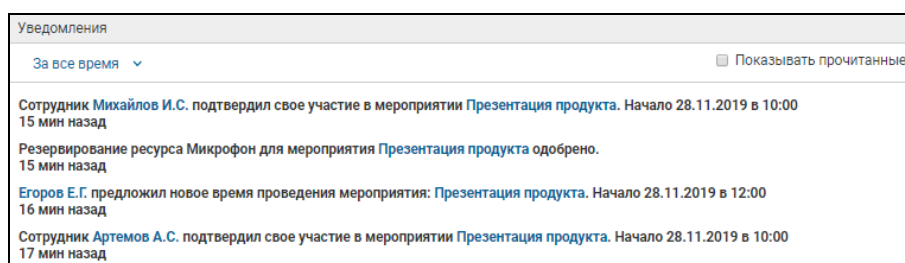 Уведомления
За все время
Показывать прочитанные
Сотрудник Михайлов И.С. подтвердил свое участие в мероприятии Презентация продукта. Начало 28.11.2019 в 10:00
15 мин назад
Резервирование ресурса Микрофон для мероприятия Презентация продукта одобрено.
15 мин назад
Егоров Е.Г. предложил новое время проведения мероприятия: Презентация продукта. Начало 28.11.2019 в 12:00
16 мин назад
Сотрудник Артемов А.С. подтвердил свое участие в мероприятии Презентация продукта. Начало 28.11.2019 в 10:00
17 мин назад